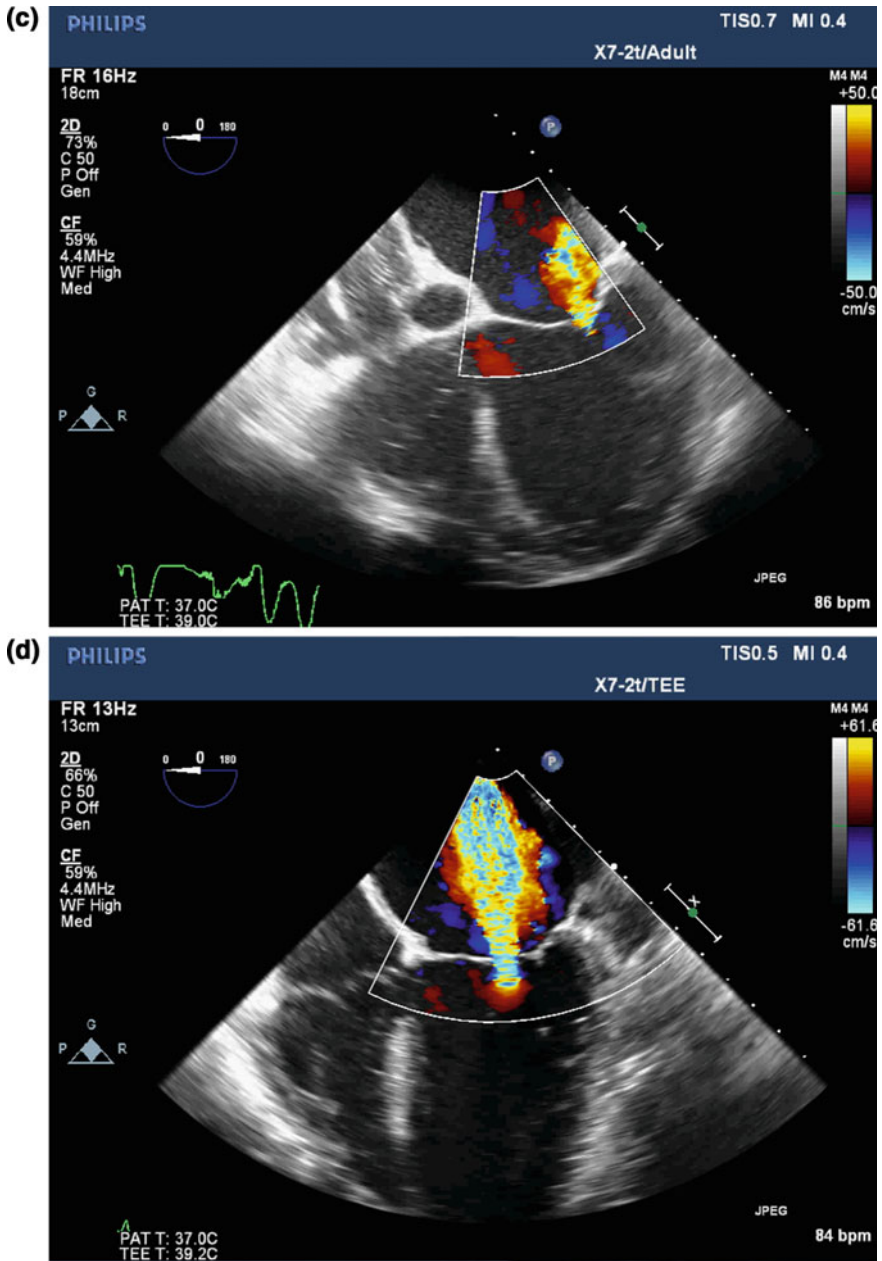 (c)
PHILIPS
TIS0.7 MI 0.4
X7-2t/Adult
FR 16Hz
18cm
M4 M4
+50.0
2D
73%
C 50
P Off
Gen
0 0 180
P
CF
59%
4.4MHz
WF High
Med
-50.0
cm/s
G
P R
JPEG
PAT T: 37.0C
TEE T: 39.0C
86 bpm
(d)
PHILIPS
TIS0.5 MI 0.4
X7-2t/TEE
FR 13Hz
13cm
M4 M4
+61.6
2D
66%
C 50
P Off
Gen
0 0 180
P
CF
59%
4.4MHz
WF High
Med
x
-61.6
cm/s
G
P R
JPEG
PAT T: 37.0C
TEE T: 39.2C
84 bpm